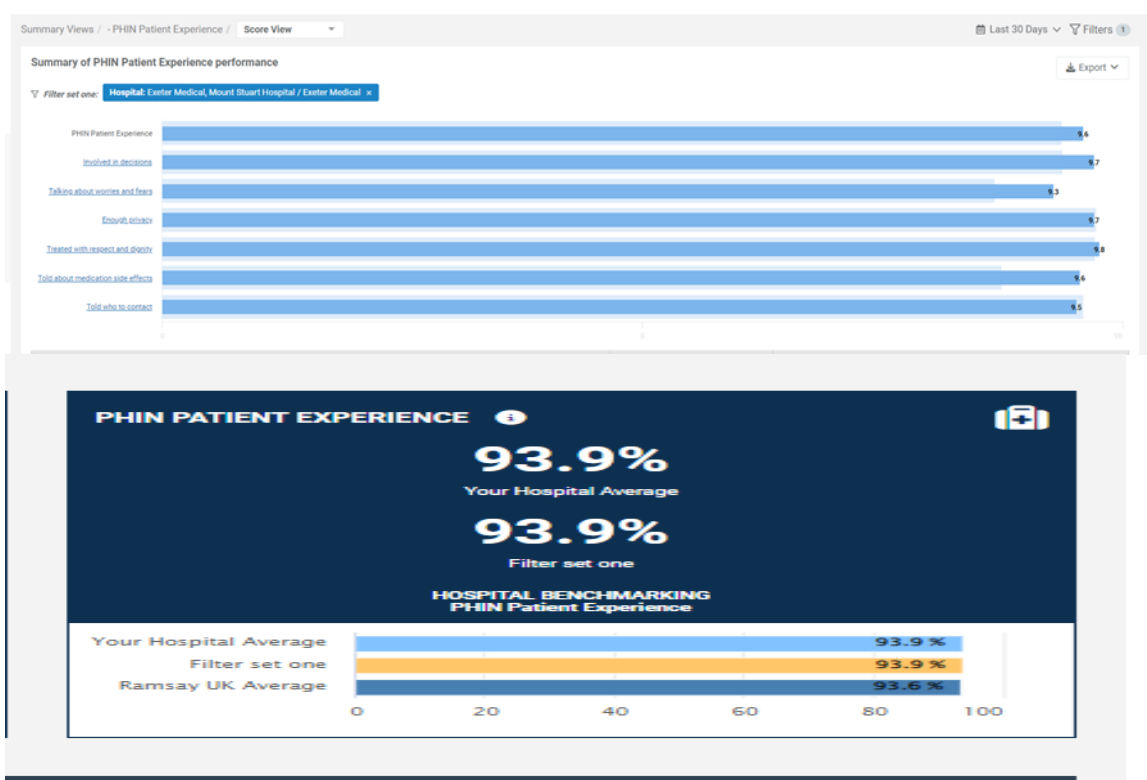 Summary Views / - PHIN Patient Experience / Score View
Last 30 Days Filters 1
Summary of PHIN Patient Experience performance
Export
Filter set one: Hospital: Exeter Medical, Mount Stuart Hospital / Exeter Medical ×
PHIN Patient Experience 9.6
Involved in decisions 9.7
Talking about worries and fears 9.3
Enough privacy 9.7
Treated with respect and dignity 9.8
Told about medication side effects 9.6
Told who to contact 9.5
0 5 10
PHIN PATIENT EXPERIENCE i
93.9%
Your Hospital Average
93.9%
Filter set one
HOSPITAL BENCHMARKING
PHIN Patient Experience
Your Hospital Average 93.9 %
Filter set one 93.9 %
Ramsay UK Average 93.6 %
0 20 40 60 80 100